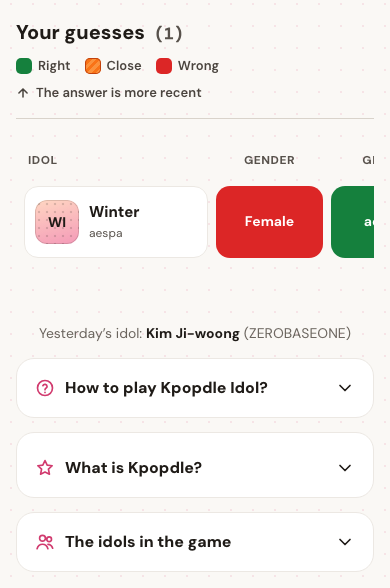 Your guesses (1)
Right Close Wrong
↑ The answer is more recent
IDOL GENDER
WI Winter aespa Female
Yesterday's idol: Kim Ji-woong (ZEROBASEONE)
How to play Kpopdle Idol?
What is Kpopdle?
The idols in the game